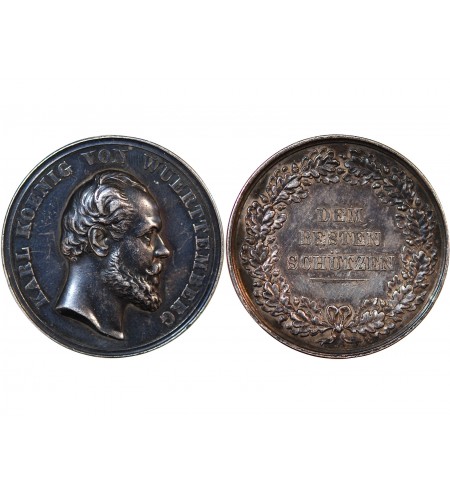 KARL KOENIG VON WUERTTEMBERG
DEM
BESTEN
SCHÜTZEN